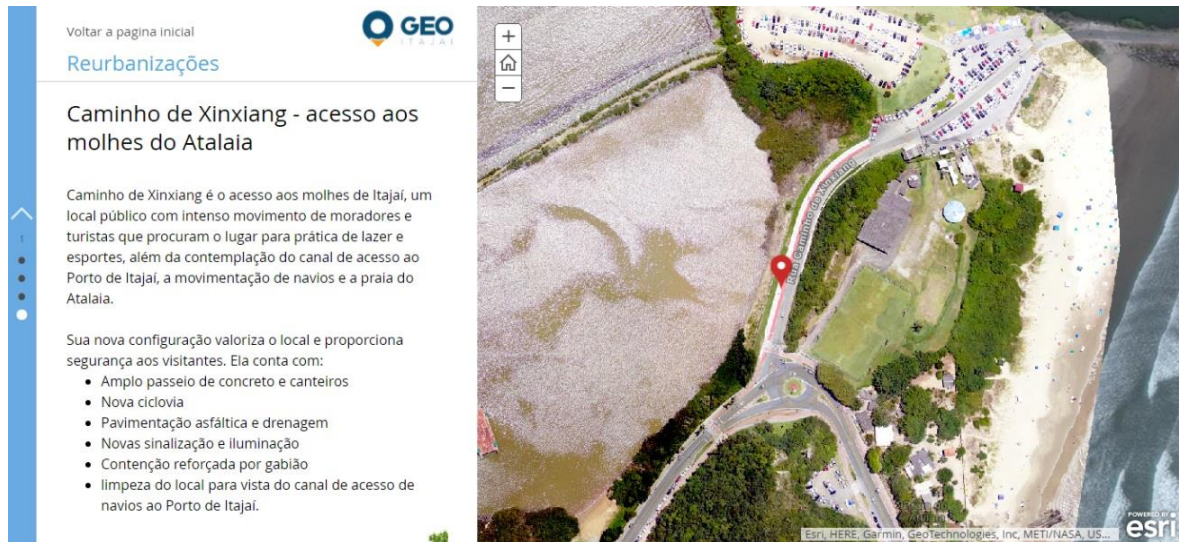 Voltar a pagina inicial
GEO
ITAJAÍ
Reurbanizações
Caminho de Xinxiang - acesso aos
molhes do Atalaia
Caminho de Xinxiang é o acesso aos molhes de Itajaí, um
local público com intenso movimento de moradores e
turistas que procuram o lugar para prática de lazer e
esportes, além da contemplação do canal de acesso ao
Porto de Itajaí, a movimentação de navios e a praia do
Atalaia.
Sua nova configuração valoriza o local e proporciona
segurança aos visitantes. Ela conta com:
• Amplo passeio de concreto e canteiros
• Nova ciclovia
• Pavimentação asfáltica e drenagem
• Novas sinalização e iluminação
• Contenção reforçada por gabião
• limpeza do local para vista do canal de acesso de
navios ao Porto de Itajaí.
1
+
−
Rua Caminho de Xinxiang
Esri, HERE, Garmin, GeoTechnologies, Inc, METI/NASA, US...
POWERED BY
esri